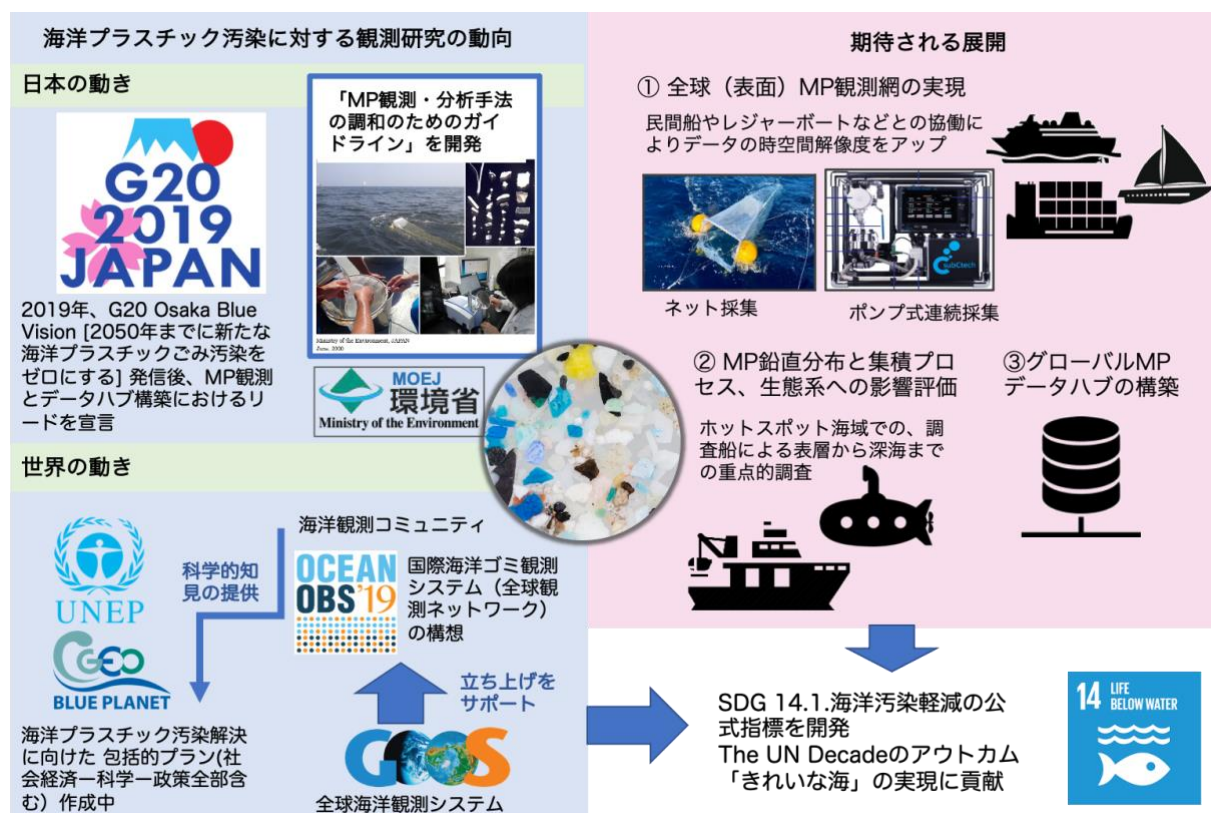 海洋プラスチック汚染に対する観測研究の動向
日本の動き
G20
2019
JAPAN
2019年、G20 Osaka Blue
Vision [2050年までに新たな
海洋プラスチックごみ汚染を
ゼロにする] 発信後、MP観測
とデータハブ構築におけるリ
ードを宣言
「MP観測・分析手法
の調和のためのガイ
ドライン」を開発
Ministry of the Environment, JAPAN
June, 2020
MOEJ
環境省
Ministry of the Environment
世界の動き
UNEP
GEO
BLUE PLANET
科学的知
見の提供
海洋プラスチック汚染解決
に向けた 包括的プラン(社
会経済ー科学ー政策全部含
む）作成中
海洋観測コミュニティ
OCEAN
OBS'19
国際海洋ゴミ観測
システム（全球観
測ネットワーク）
の構想
立ち上げを
サポート
GOOS
全球海洋観測システム
期待される展開
① 全球（表面）MP観測網の実現
民間船やレジャーボートなどとの協働に
よりデータの時空間解像度をアップ
subCtech
ネット採集
ポンプ式連続採集
② MP鉛直分布と集積プロ
セス、生態系への影響評価
ホットスポット海域での、調
査船による表層から深海まで
の重点的調査
③グローバルMP
データハブの構築
SDG 14.1.海洋汚染軽減の公
式指標を開発
The UN Decadeのアウトカム
「きれいな海」の実現に貢献
14 LIFE
BELOW WATER